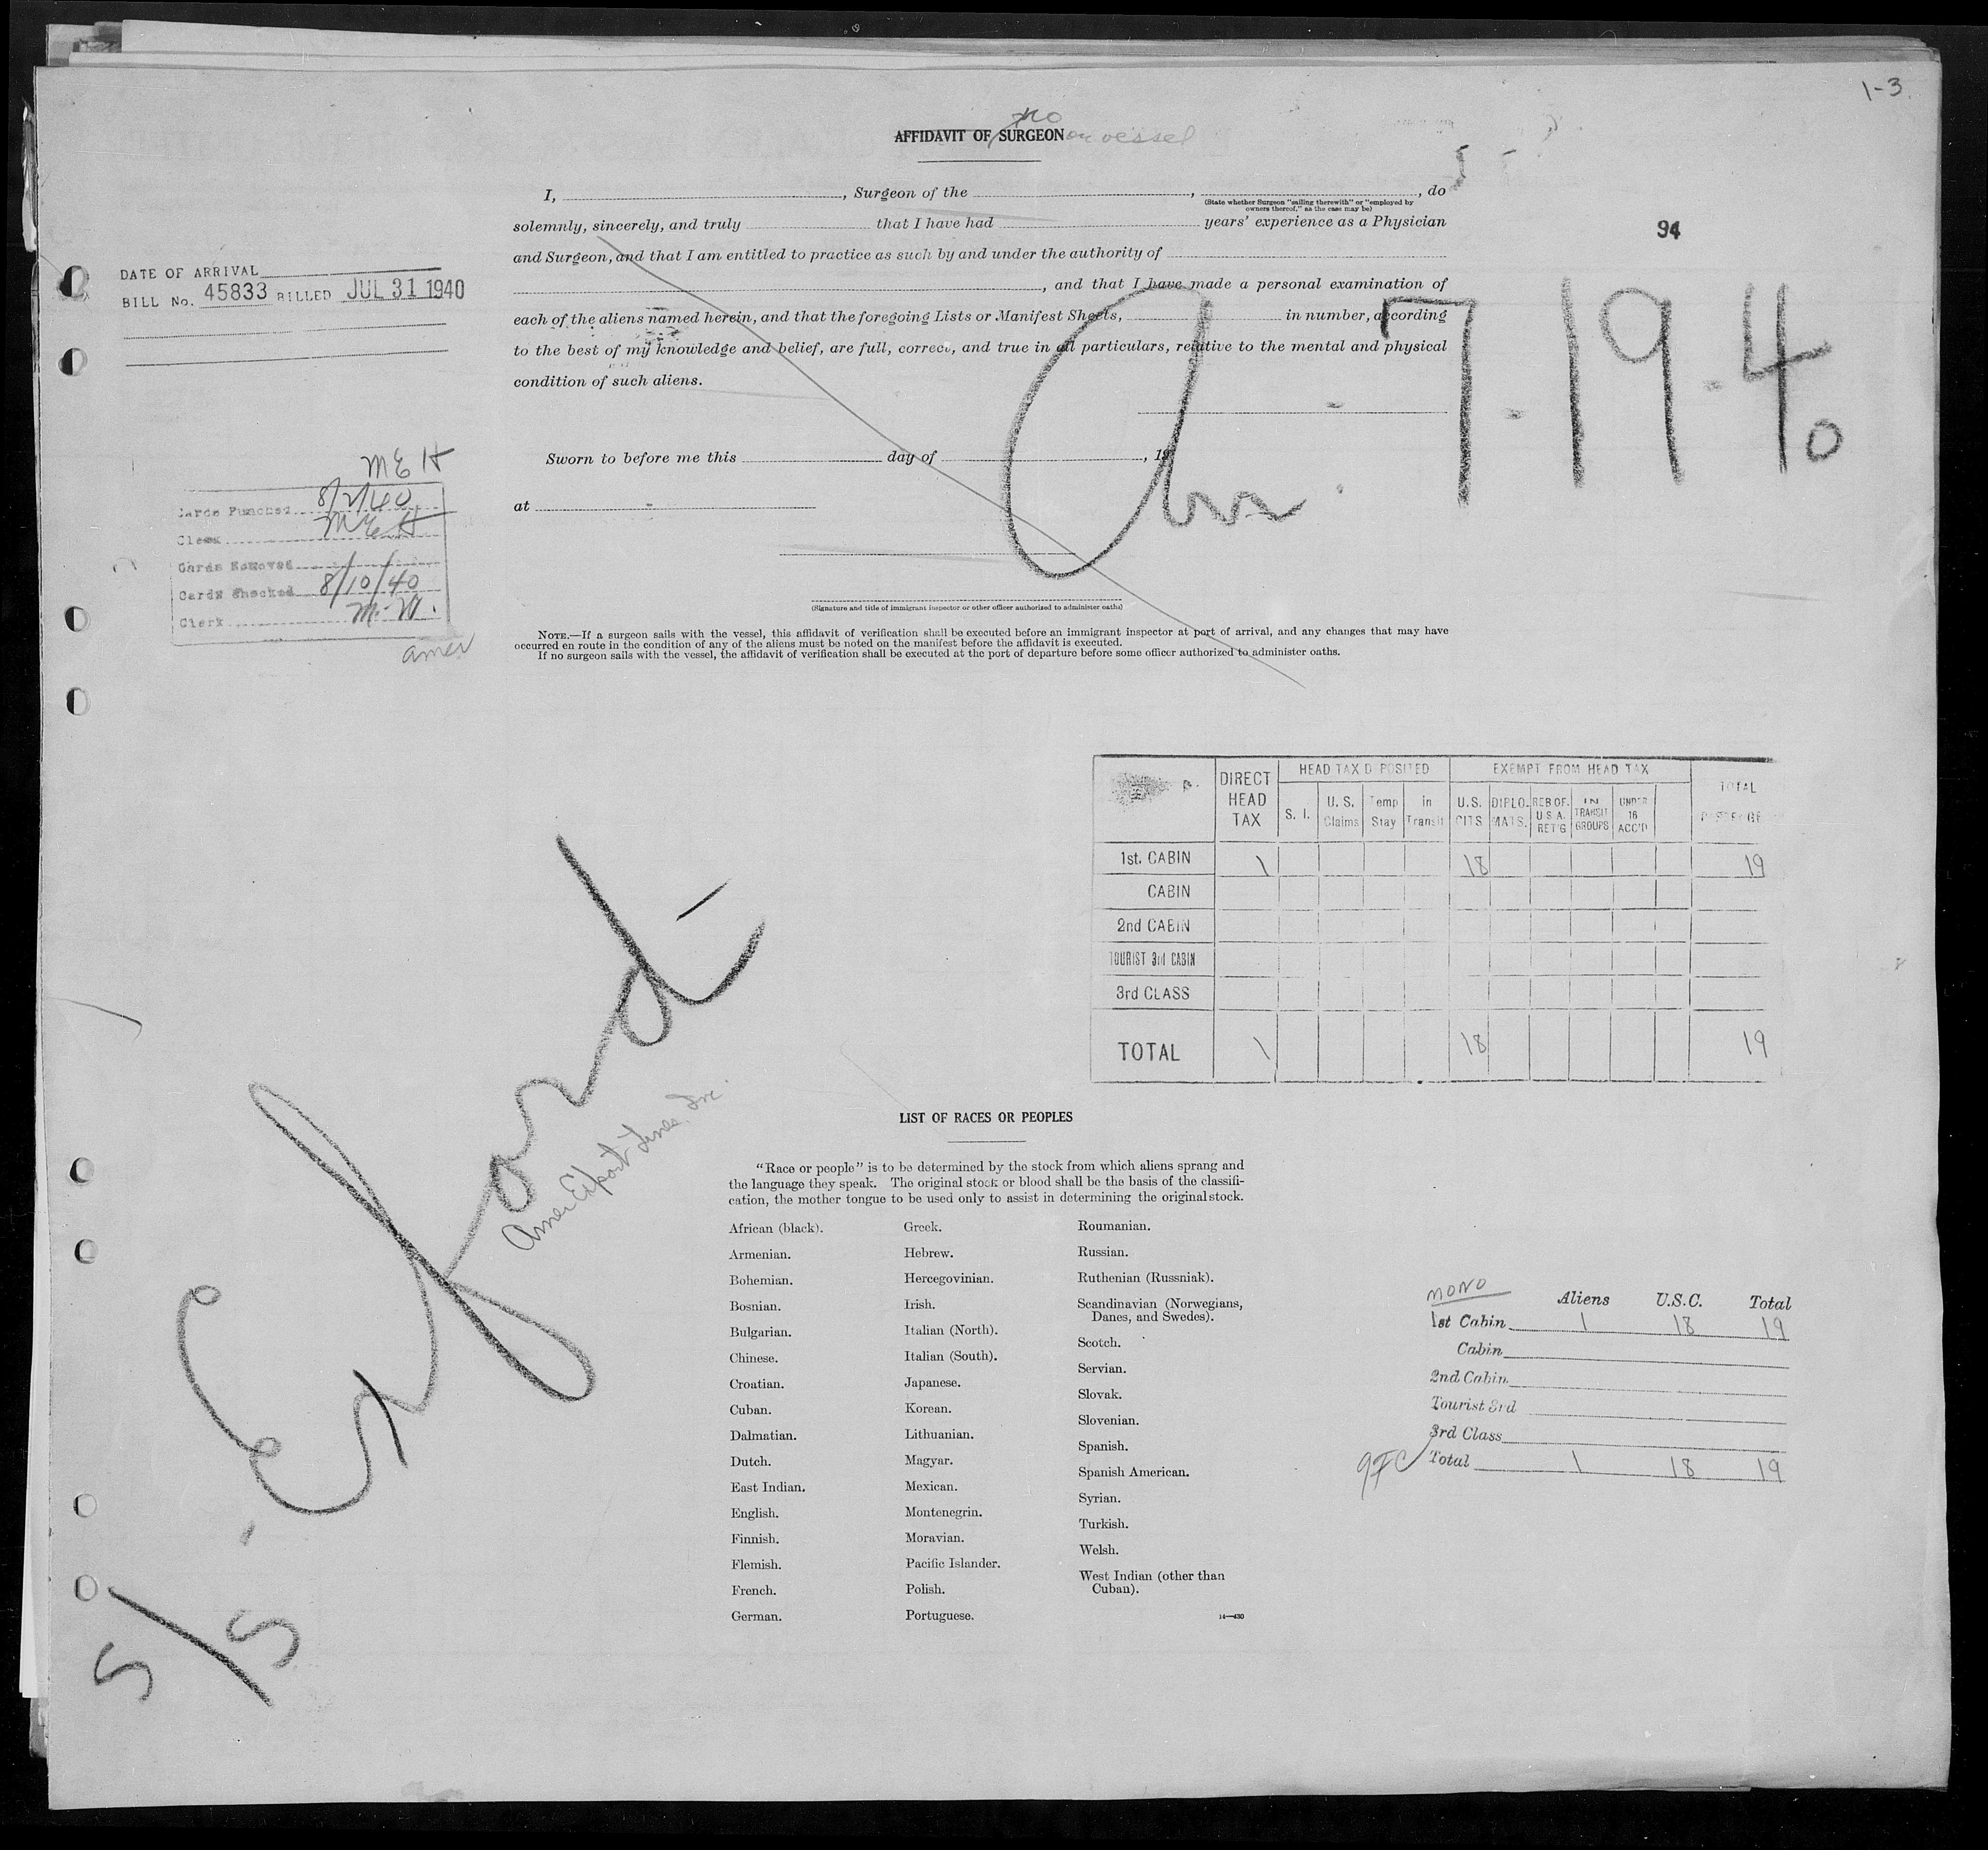 1-3
no
AFFIDAVIT OF SURGEON on vessel
I, , Surgeon of the , , do
(State whether Surgeon "sailing therewith" or "employed by
owners thereof," as the case may be)
solemnly, sincerely, and truly that I have had years' experience as a Physician
and Surgeon, and that I am entitled to practice as such by and under the authority of
, and that I have made a personal examination of
each of the aliens named herein, and that the foregoing Lists or Manifest Sheets, in number, according
to the best of my knowledge and belief, are full, correct, and true in all particulars, relative to the mental and physical
condition of such aliens.
94
DATE OF ARRIVAL
BILL No. 45833 BILLED JUL 31 1940
Arr. 7-19-40
Sworn to before me this day of , 19
at
(Signature and title of immigrant inspector or other officer authorized to administer oaths)
MEH
Cards Punched 8/2/40
Clerk MEH
Cards Removed
Cards Checked 8/10/40
Clerk M.W.
amer
NOTE.—If a surgeon sails with the vessel, this affidavit of verification shall be executed before an immigrant inspector at port of arrival, and any changes that may have
occurred en route in the condition of any of the aliens must be noted on the manifest before the affidavit is executed.
If no surgeon sails with the vessel, the affidavit of verification shall be executed at the port of departure before some officer authorized to administer oaths.
DIRECT HEAD TAX
HEAD TAX D POSITED
EXEMPT FROM HEAD TAX
TOTAL
S. I. U. S. Claims Temp Stay in Transit U.S. CITS. DIPLO-MATS. REB OF. U S A. RET'G IN TRANSIT GROUPS UNDER 16 ACC'D
1st. CABIN 1 18 19
CABIN
2nd CABIN
TOURIST 3rd CABIN
3rd CLASS
TOTAL 1 18 19
S/S Exford
Amer Export Lines. Inc.
LIST OF RACES OR PEOPLES
"Race or people" is to be determined by the stock from which aliens sprang and
the language they speak. The original stock or blood shall be the basis of the classifi-
cation, the mother tongue to be used only to assist in determining the original stock.
African (black).
Armenian.
Bohemian.
Bosnian.
Bulgarian.
Chinese.
Croatian.
Cuban.
Dalmatian.
Dutch.
East Indian.
English.
Finnish.
Flemish.
French.
German.
Greek.
Hebrew.
Hercegovinian.
Irish.
Italian (North).
Italian (South).
Japanese.
Korean.
Lithuanian.
Magyar.
Mexican.
Montenegrin.
Moravian.
Pacific Islander.
Polish.
Portuguese.
Roumanian.
Russian.
Ruthenian (Russniak).
Scandinavian (Norwegians,
Danes, and Swedes).
Scotch.
Servian.
Slovak.
Slovenian.
Spanish.
Spanish American.
Syrian.
Turkish.
Welsh.
West Indian (other than
Cuban).
14—430
MONO
Aliens U.S.C. Total
1st Cabin 1 18 19
Cabin
2nd Cabin
Tourist 3rd
3rd Class
Total 1 18 19